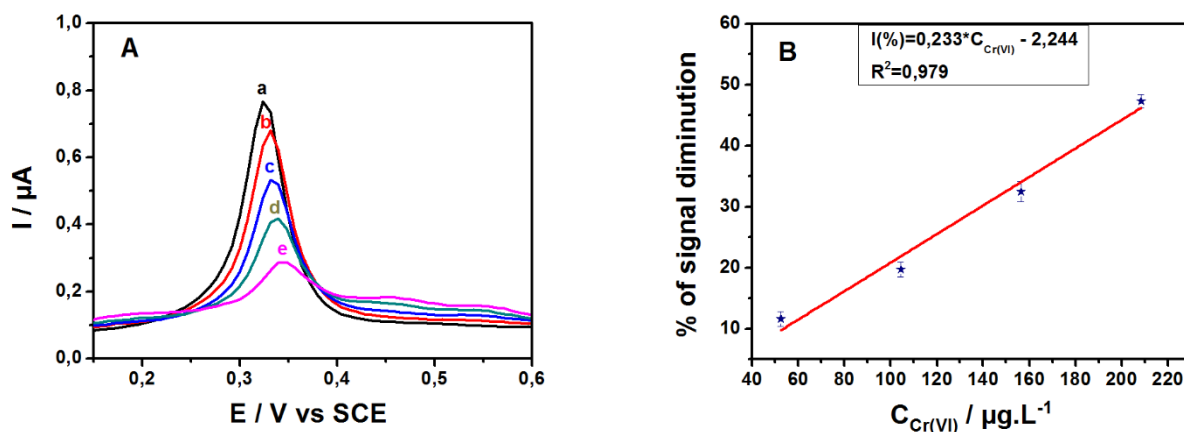 A
a
b
c
d
e
1,0
0,8
0,6
0,4
0,2
0,0
I / µA
0,2 0,3 0,4 0,5 0,6
E / V vs SCE
B
I(%)=0,233*C_Cr(VI) - 2,244
R²=0,979
60
50
40
30
20
10
% of signal diminution
40 60 80 100 120 140 160 180 200 220
C_Cr(VI) / µg.L⁻¹